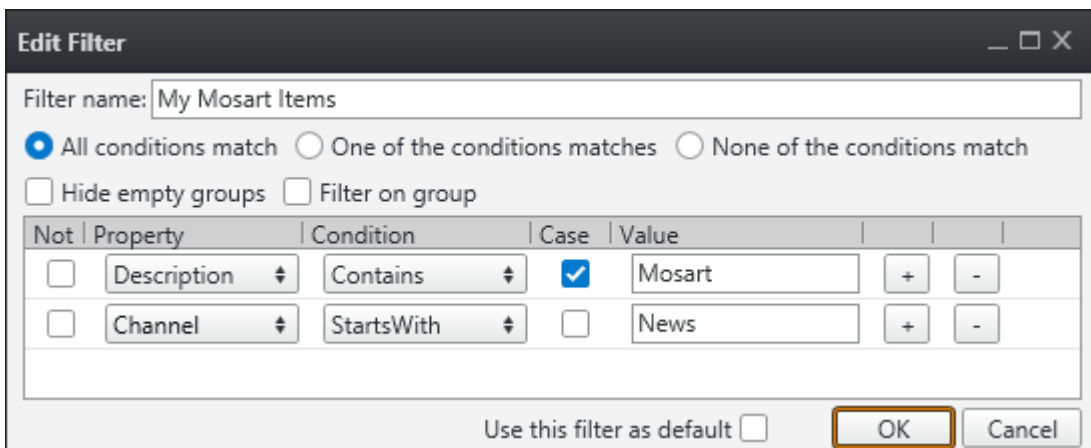 Edit Filter
Filter name: My Mosart Items
All conditions match One of the conditions matches None of the conditions match
Hide empty groups Filter on group
Not Property Condition Case Value
Description Contains Mosart + -
Channel StartsWith News + -
Use this filter as default OK Cancel